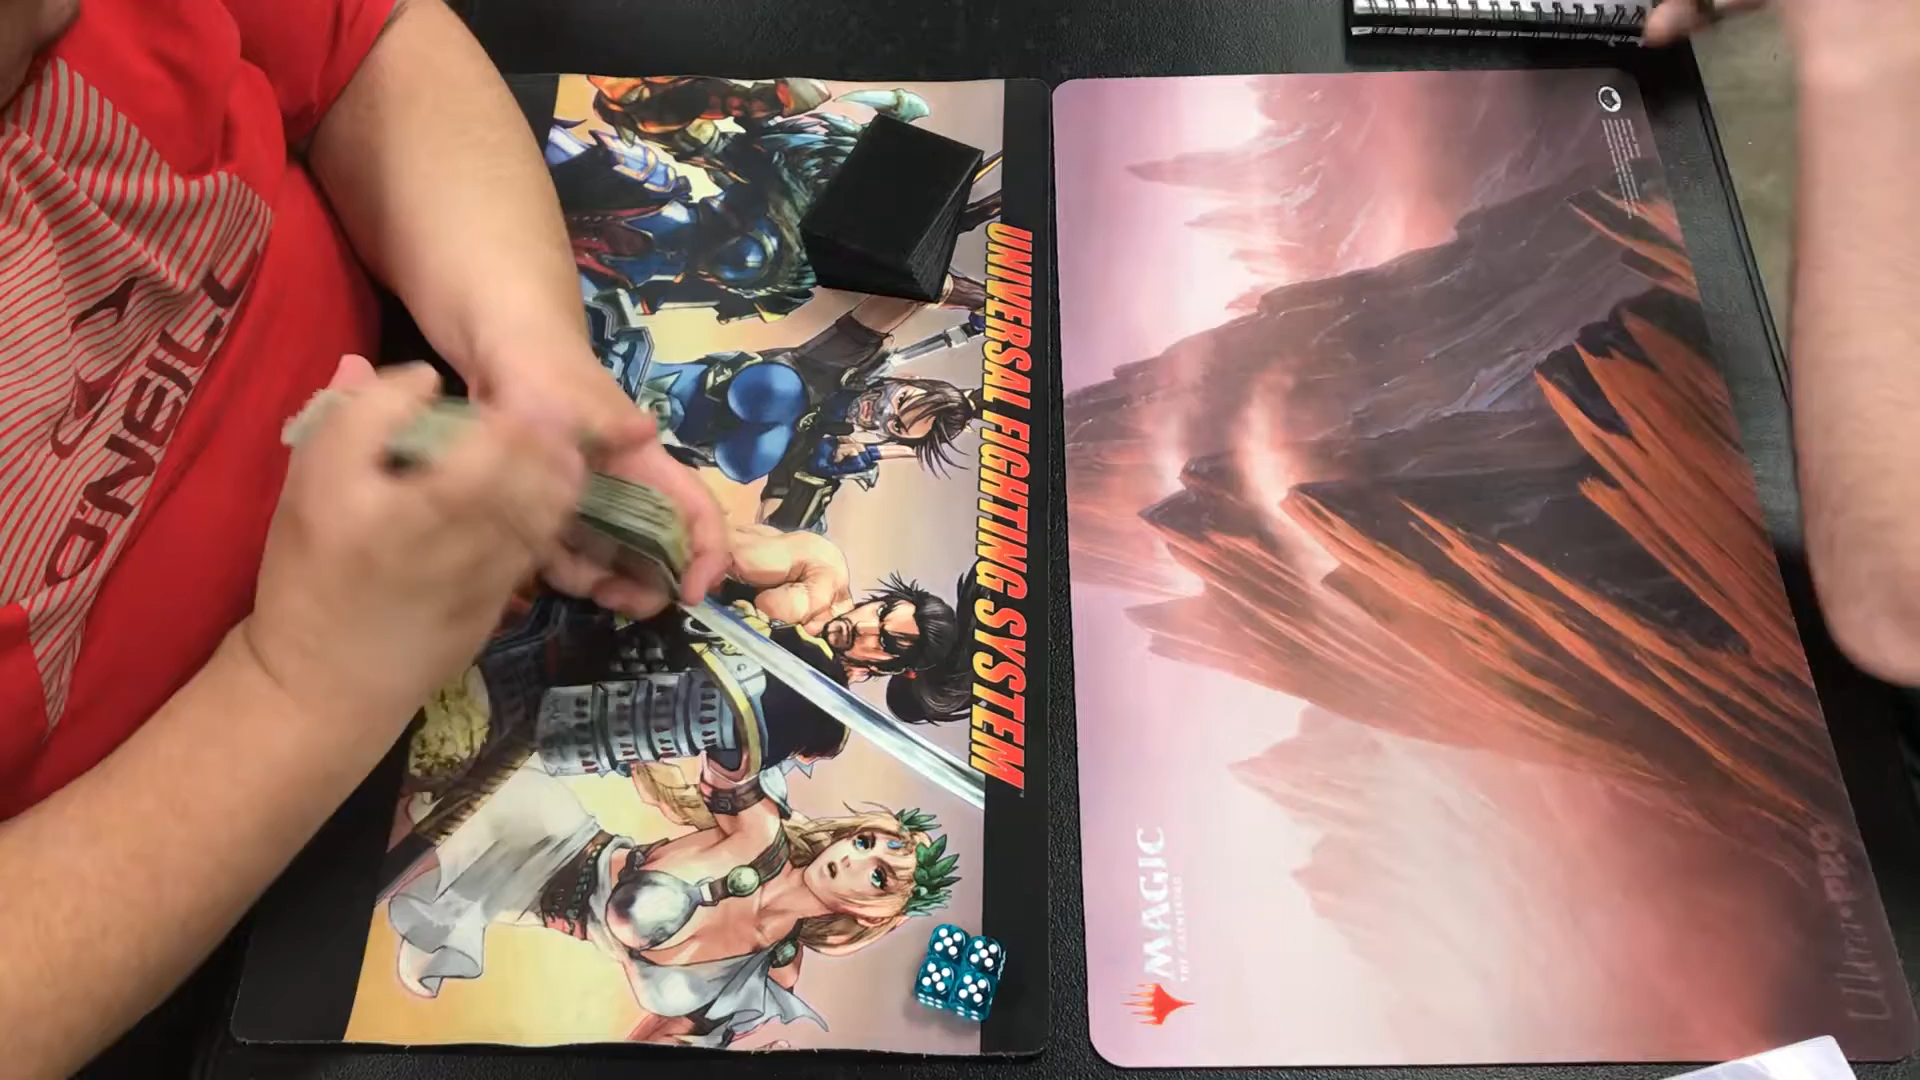 O'NEILL
UNIVERSAL FIGHTING SYSTEM
MAGIC
THE GATHERING
Ultra•PRO